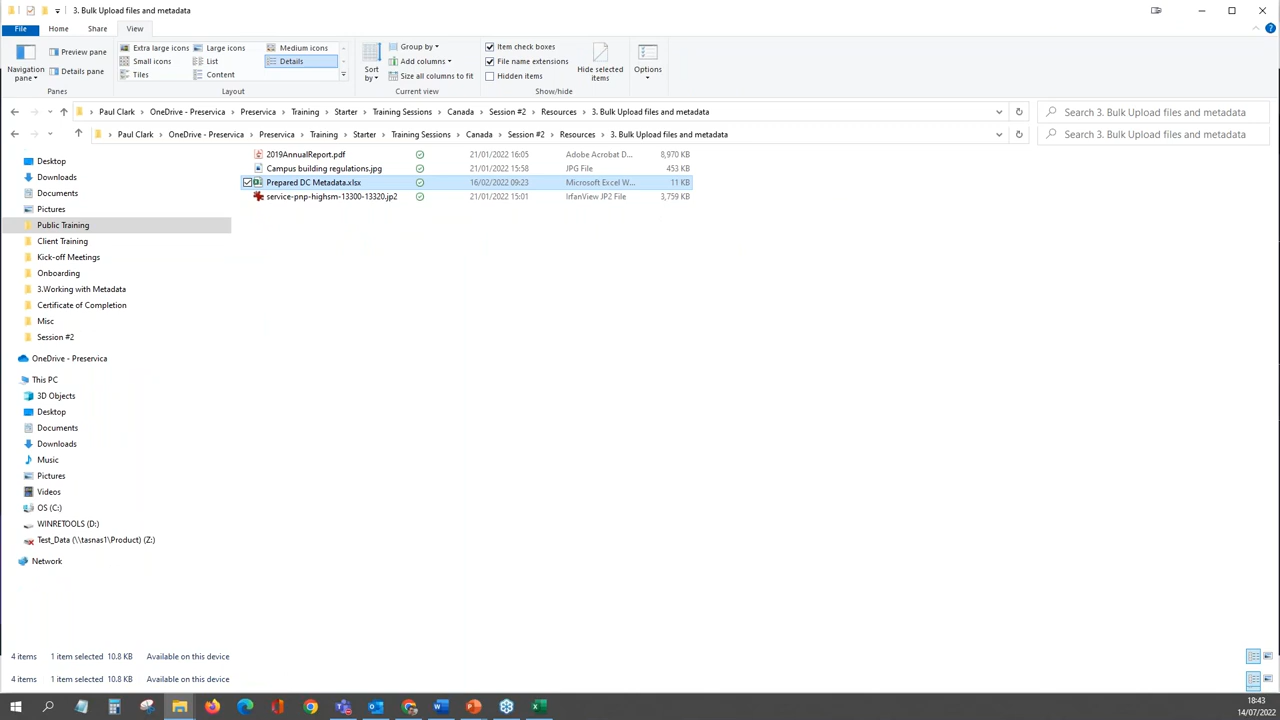 3. Bulk Upload files and metadata
File Home Share View
Navigation pane
Preview pane
Details pane
Panes
Extra large icons Large icons Medium icons
Small icons List Details
Tiles Content
Layout
Sort by
Group by
Add columns
Size all columns to fit
Current view
Item check boxes
File name extensions
Hidden items
Hide selected items
Show/hide
Options
Paul Clark > OneDrive - Preservica > Preservica > Training > Starter > Training Sessions > Canada > Session #2 > Resources > 3. Bulk Upload files and metadata
Search 3. Bulk Upload files and metadata
Paul Clark > OneDrive - Preservica > Preservica > Training > Starter > Training Sessions > Canada > Session #2 > Resources > 3. Bulk Upload files and metadata
Search 3. Bulk Upload files and metadata
2019AnnualReport.pdf 21/01/2022 16:05 Adobe Acrobat D... 8,970 KB
Campus building regulations.jpg 21/01/2022 15:58 JPG File 453 KB
Prepared DC Metadata.xlsx 16/02/2022 09:23 Microsoft Excel W... 11 KB
service-pnp-highsm-13300-13320.jp2 21/01/2022 15:01 IrfanView JP2 File 3,759 KB
Desktop
Downloads
Documents
Pictures
Public Training
Client Training
Kick-off Meetings
Onboarding
3.Working with Metadata
Certificate of Completion
Misc
Session #2
OneDrive - Preservica
This PC
3D Objects
Desktop
Documents
Downloads
Music
Pictures
Videos
OS (C:)
WINRETOOLS (D:)
Test_Data (\\tasnas1\Product) (Z:)
Network
4 items 1 item selected 10.8 KB Available on this device
4 items 1 item selected 10.8 KB Available on this device
18:43
14/07/2022